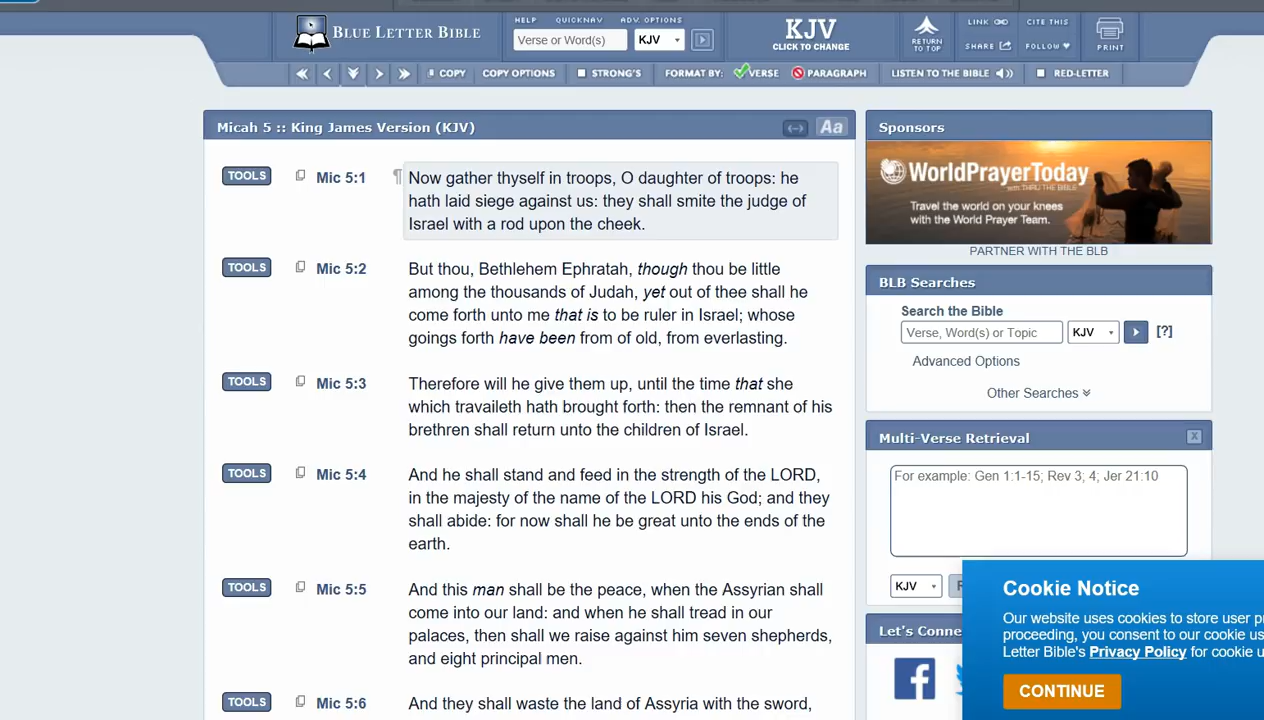 BLUE LETTER BIBLE
HELP QUICKNAV ADV. OPTIONS
Verse or Word(s) KJV
KJV
CLICK TO CHANGE
RETURN
TO TOP
LINK CITE THIS
SHARE FOLLOW
PRINT
COPY COPY OPTIONS STRONG'S FORMAT BY: VERSE PARAGRAPH LISTEN TO THE BIBLE RED-LETTER
Micah 5 :: King James Version (KJV)
Aa
TOOLS Mic 5:1 ¶ Now gather thyself in troops, O daughter of troops: he
hath laid siege against us: they shall smite the judge of
Israel with a rod upon the cheek.
TOOLS Mic 5:2 But thou, Bethlehem Ephratah, though thou be little
among the thousands of Judah, yet out of thee shall he
come forth unto me that is to be ruler in Israel; whose
goings forth have been from of old, from everlasting.
TOOLS Mic 5:3 Therefore will he give them up, until the time that she
which travaileth hath brought forth: then the remnant of his
brethren shall return unto the children of Israel.
TOOLS Mic 5:4 And he shall stand and feed in the strength of the LORD,
in the majesty of the name of the LORD his God; and they
shall abide: for now shall he be great unto the ends of the
earth.
TOOLS Mic 5:5 And this man shall be the peace, when the Assyrian shall
come into our land: and when he shall tread in our
palaces, then shall we raise against him seven shepherds,
and eight principal men.
TOOLS Mic 5:6 And they shall waste the land of Assyria with the sword,
Sponsors
WorldPrayerToday
with THRU the BIBLE
Travel the world on your knees
with the World Prayer Team.
PARTNER WITH THE BLB
BLB Searches
Search the Bible
Verse, Word(s) or Topic KJV [?]
Advanced Options
Other Searches
Multi-Verse Retrieval X
For example: Gen 1:1-15; Rev 3; 4; Jer 21:10
KJV R
Let's Conne
Cookie Notice
Our website uses cookies to store user pr
proceeding, you consent to our cookie us
Letter Bible's Privacy Policy for cookie u
CONTINUE